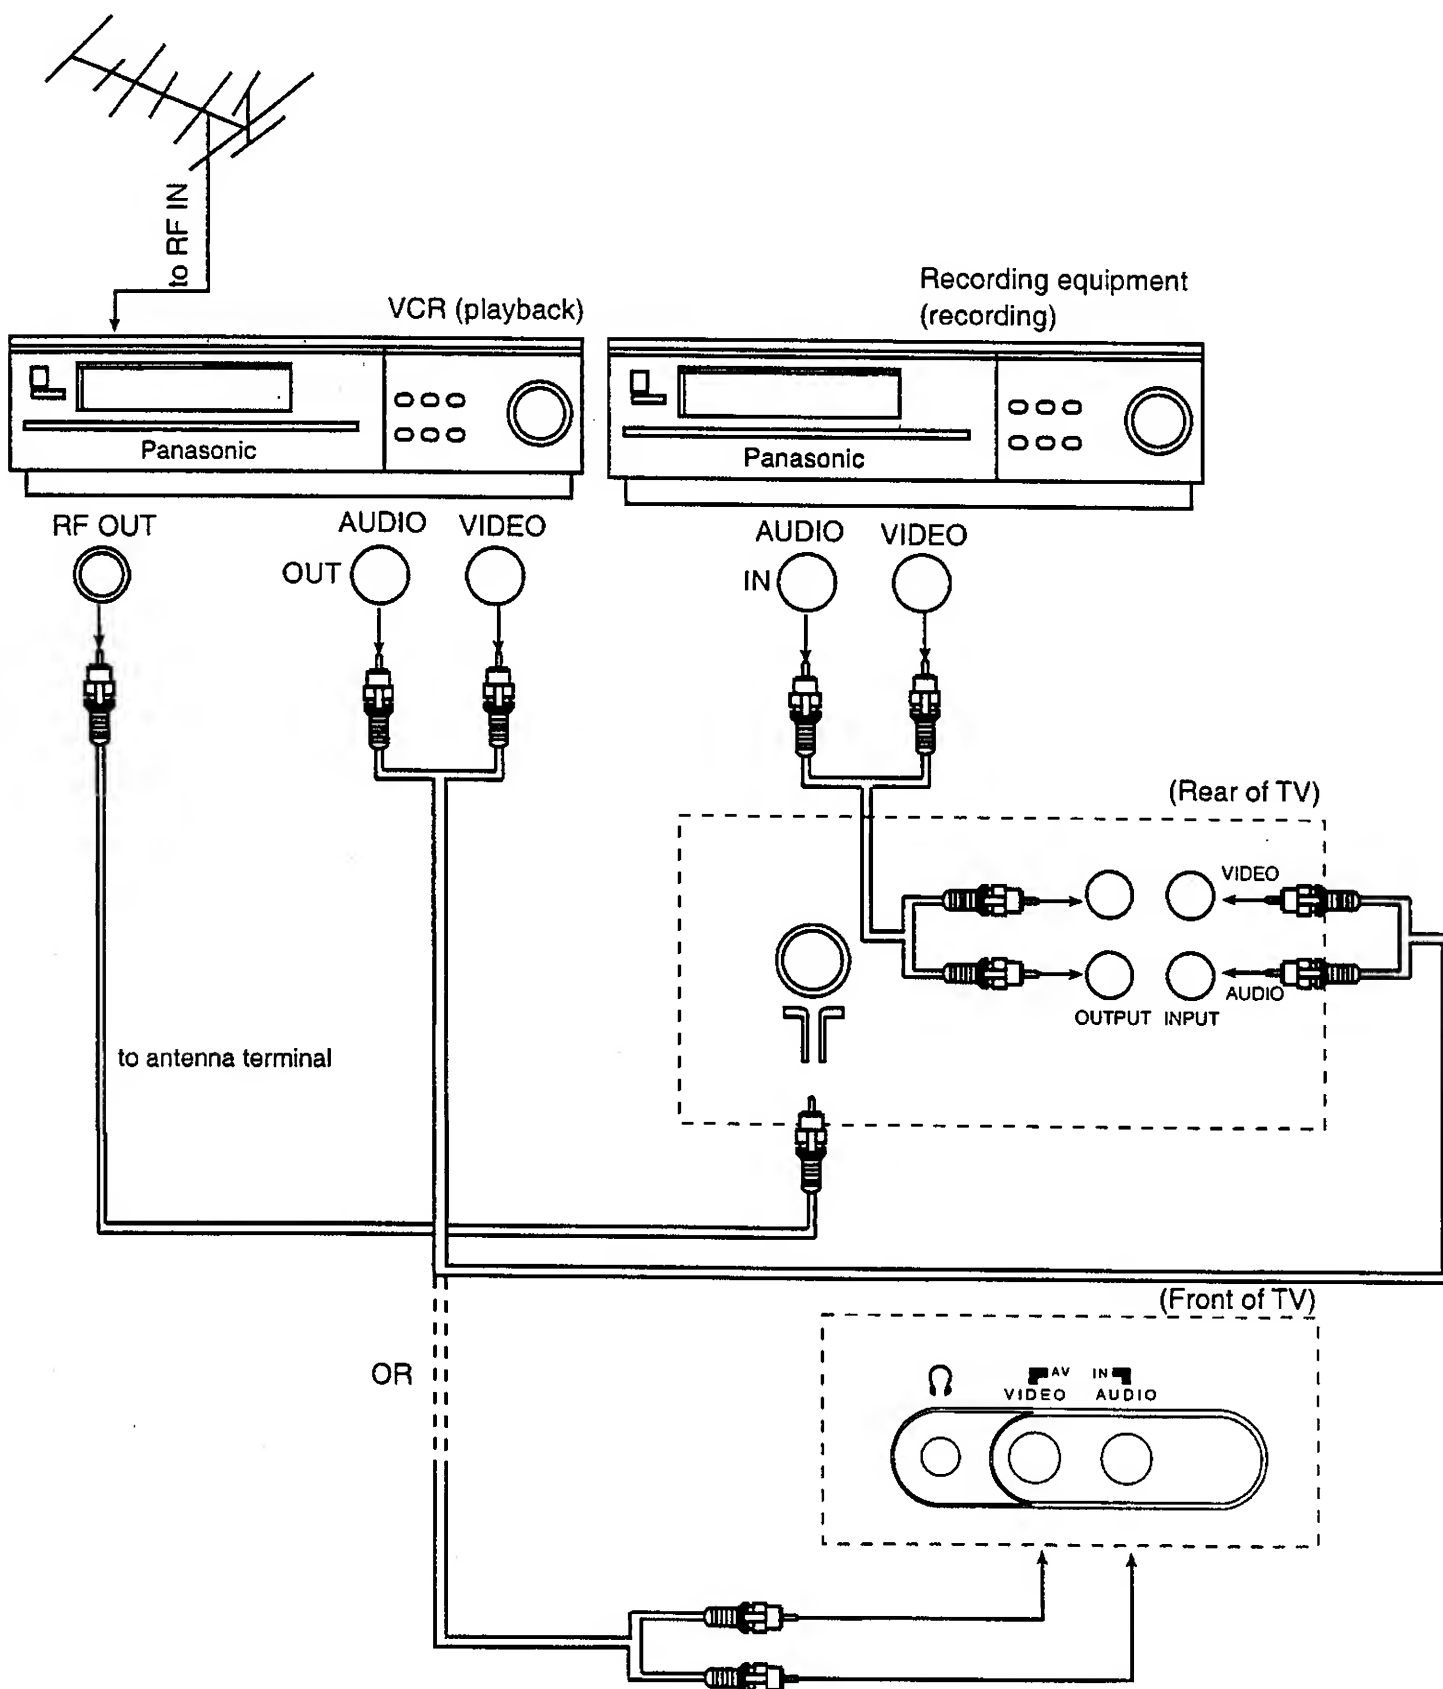 to RF IN
VCR (playback)
Recording equipment
(recording)
Panasonic
Panasonic
RF OUT
AUDIO VIDEO
OUT
AUDIO VIDEO
IN
(Rear of TV)
VIDEO
AUDIO
OUTPUT INPUT
to antenna terminal
(Front of TV)
OR
AV IN
VIDEO AUDIO